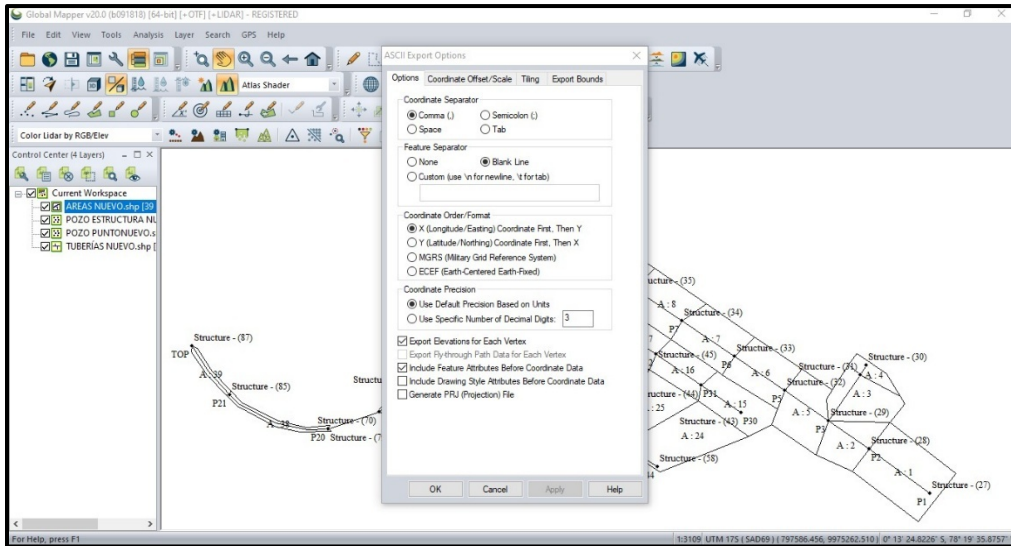 Global Mapper v20.0 (b091818) [64-bit] [+OTF] [+LIDAR] - REGISTERED
File Edit View Tools Analysis Layer Search GPS Help
Atlas Shader
Color Lidar by RGB/Elev
Control Center (4 Layers)
Current Workspace
AREAS NUEVO.shp [39
POZO ESTRUCTURA NU
POZO PUNTONUEVO.s
TUBERÍAS NUEVO.shp [
ASCII Export Options
Options Coordinate Offset/Scale Tiling Export Bounds
Coordinate Separator
Comma (,) Semicolon (;)
Space Tab
Feature Separator
None Blank Line
Custom (use \n for newline, \t for tab)
Coordinate Order/Format
X (Longitude/Easting) Coordinate First, Then Y
Y (Latitude/Northing) Coordinate First, Then X
MGRS (Military Grid Reference System)
ECEF (Earth-Centered Earth-Fixed)
Coordinate Precision
Use Default Precision Based on Units
Use Specific Number of Decimal Digits: 3
Export Elevations for Each Vertex
Export Fly-through Path Data for Each Vertex
Include Feature Attributes Before Coordinate Data
Include Drawing Style Attributes Before Coordinate Data
Generate PRJ (Projection) File
OK Cancel Apply Help
Structure - (87)
TOP
A : 39
Structure - (85)
P21
A : 38
P20 Structure - (7
Structu
Structure - (70)
ucture - (35)
A : 8
Structure - (34)
P7
A : 7
Structure - (33)
Structure - (45)
P6
A : 6
A : 16
Structure - (31)
Structure - (30)
A : 4
Structure - (32)
A : 3
ructure - (44) P31
P5
: 25
A : 15
A : 5
Structure - (29)
Structure - (43) P30
P3
A : 24
A : 2
Structure - (28)
P2
Structure - (58)
44
A : 1
Structure - (27)
P1
For Help, press F1
1:3109 UTM 17S ( SAD69 ) ( 797586.456, 9975262.510 ) 0° 13' 24.8226" S, 78° 19' 35.8757"